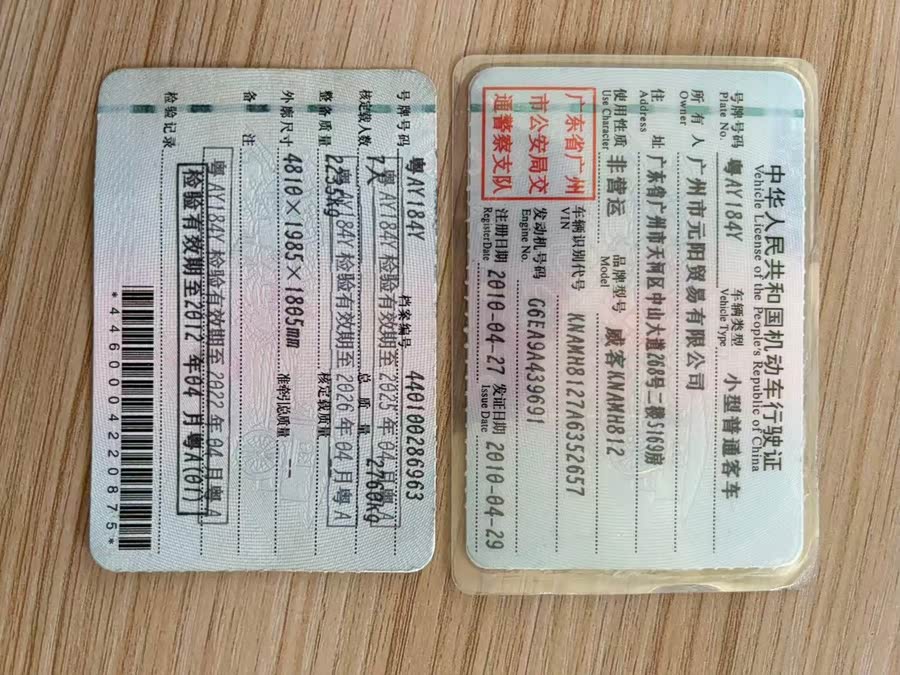 中华人民共和国机动车行驶证
Vehicle License of the People's Republic of China
号牌号码 粤AY184Y 车辆类型 小型普通客车
Plate No. Vehicle Type
所有人 广州市元阳贸易有限公司
Owner
住址 广东省广州市天河区中山大道268号二楼5160房
Address
使用性质 非营运 品牌型号 威客KNAMH812
Use Character Model
广东省广州
市公安局交
通警察支队
车辆识别代号 KNAMH8127A6352657
VIN
发动机号码 G6EA9A439691
Engine No.
注册日期 2010-04-27 发证日期 2010-04-29
Register Date Issue Date
号牌号码 粤AY184Y 档案编号 440100286963
核定载人数 7人 总质量 2760kg
粤AY184Y检验有效期至2025年04月粤A
整备质量 2235kg 核定载质量
粤AY184Y检验有效期至2026年04月粤A
外廓尺寸 4810×1985×1805mm 准牵引总质量 ---
备注
粤AY184Y检验有效期至2022年04月粤A
检验记录 检验有效期至2012年04月粤A(01)
*4460004220875*